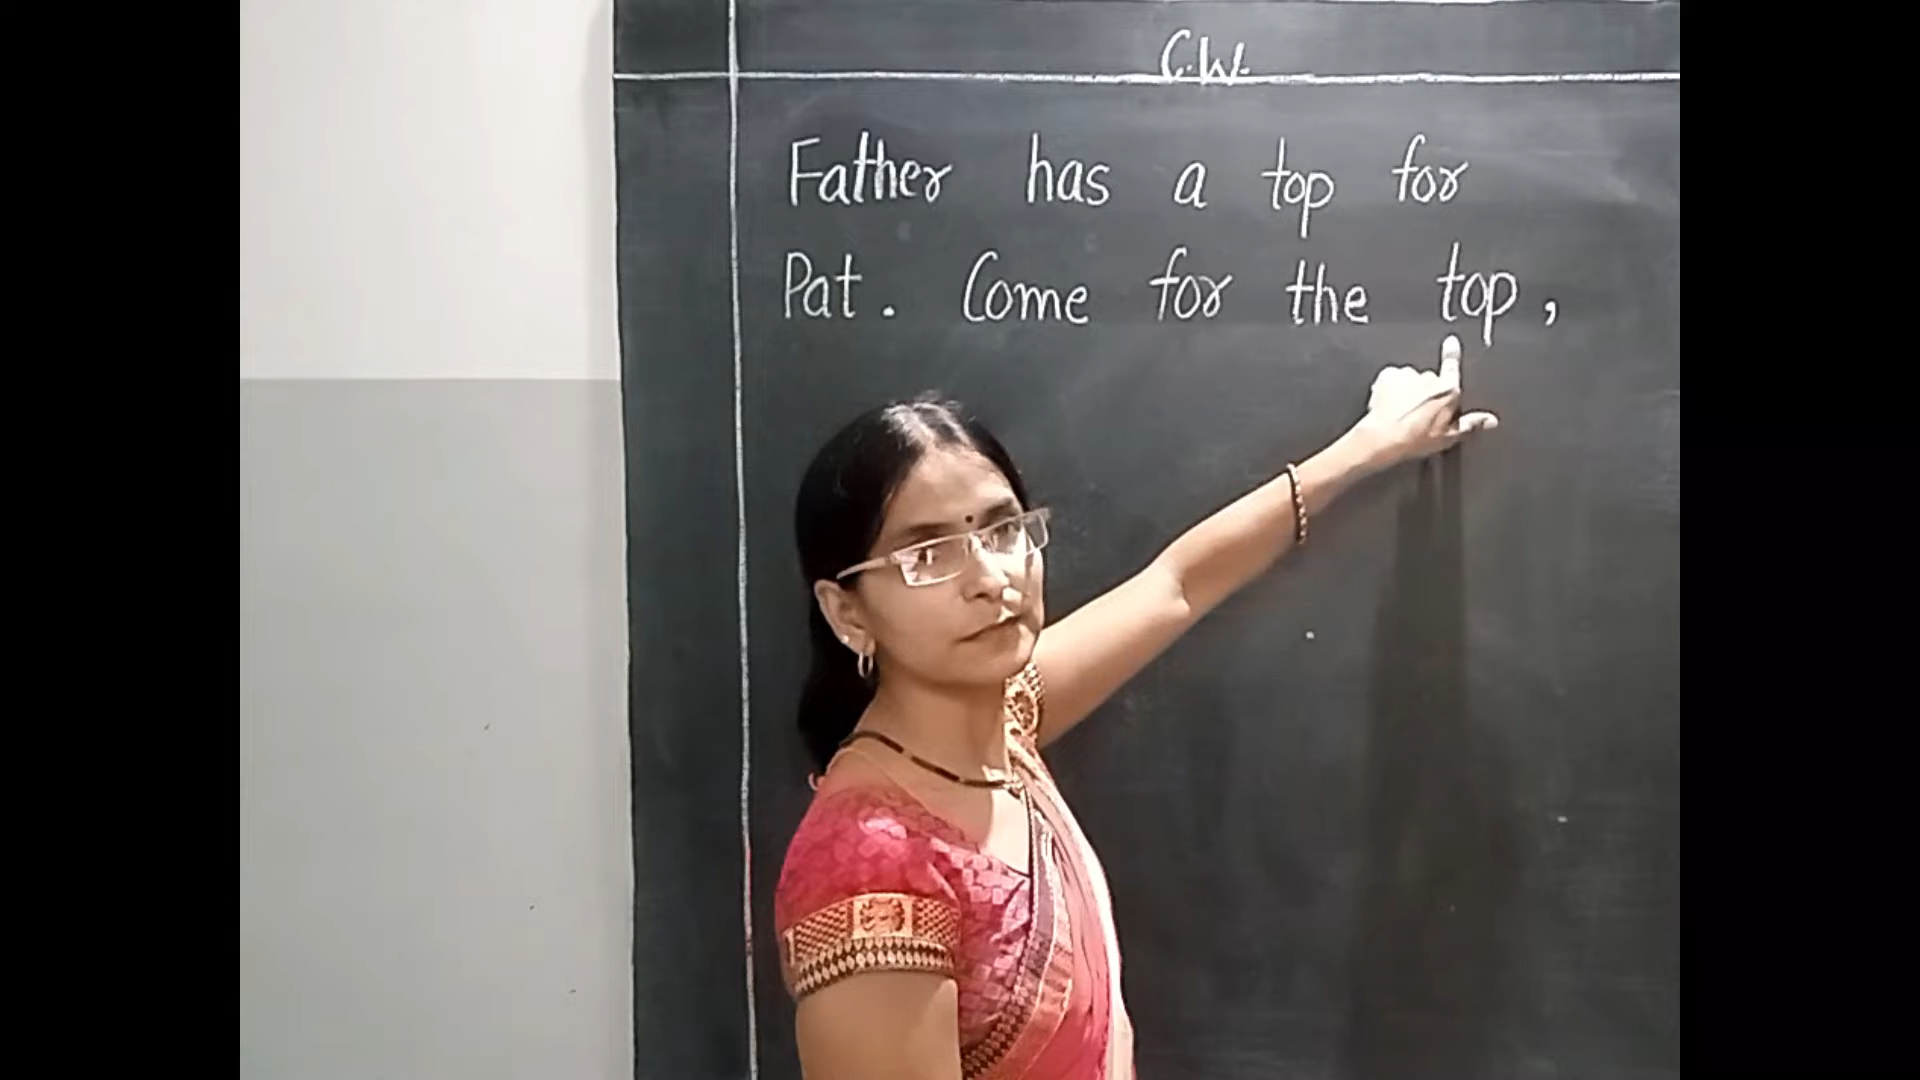 C.W.
Father has a top for
Pat. Come for the top,